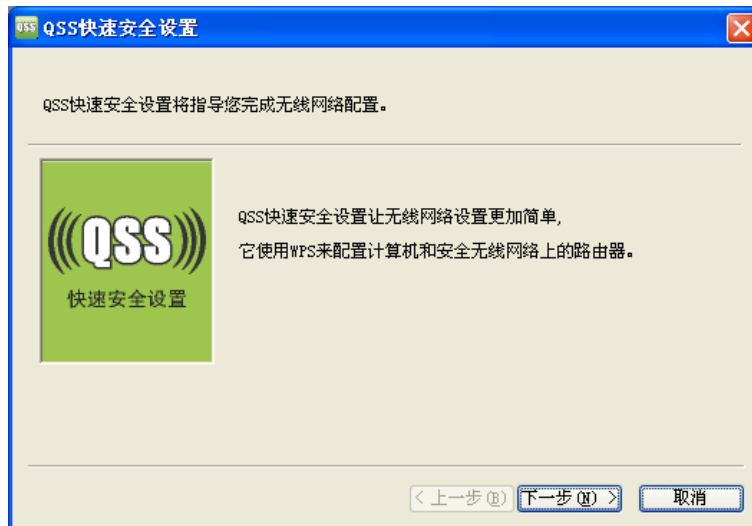 QSS QSS快速安全设置
QSS快速安全设置将指导您完成无线网络配置。
(((QSS)))
快速安全设置
QSS快速安全设置让无线网络设置更加简单,
它使用WPS来配置计算机和安全无线网络上的路由器。
< 上一步(B) 下一步(N) > 取消